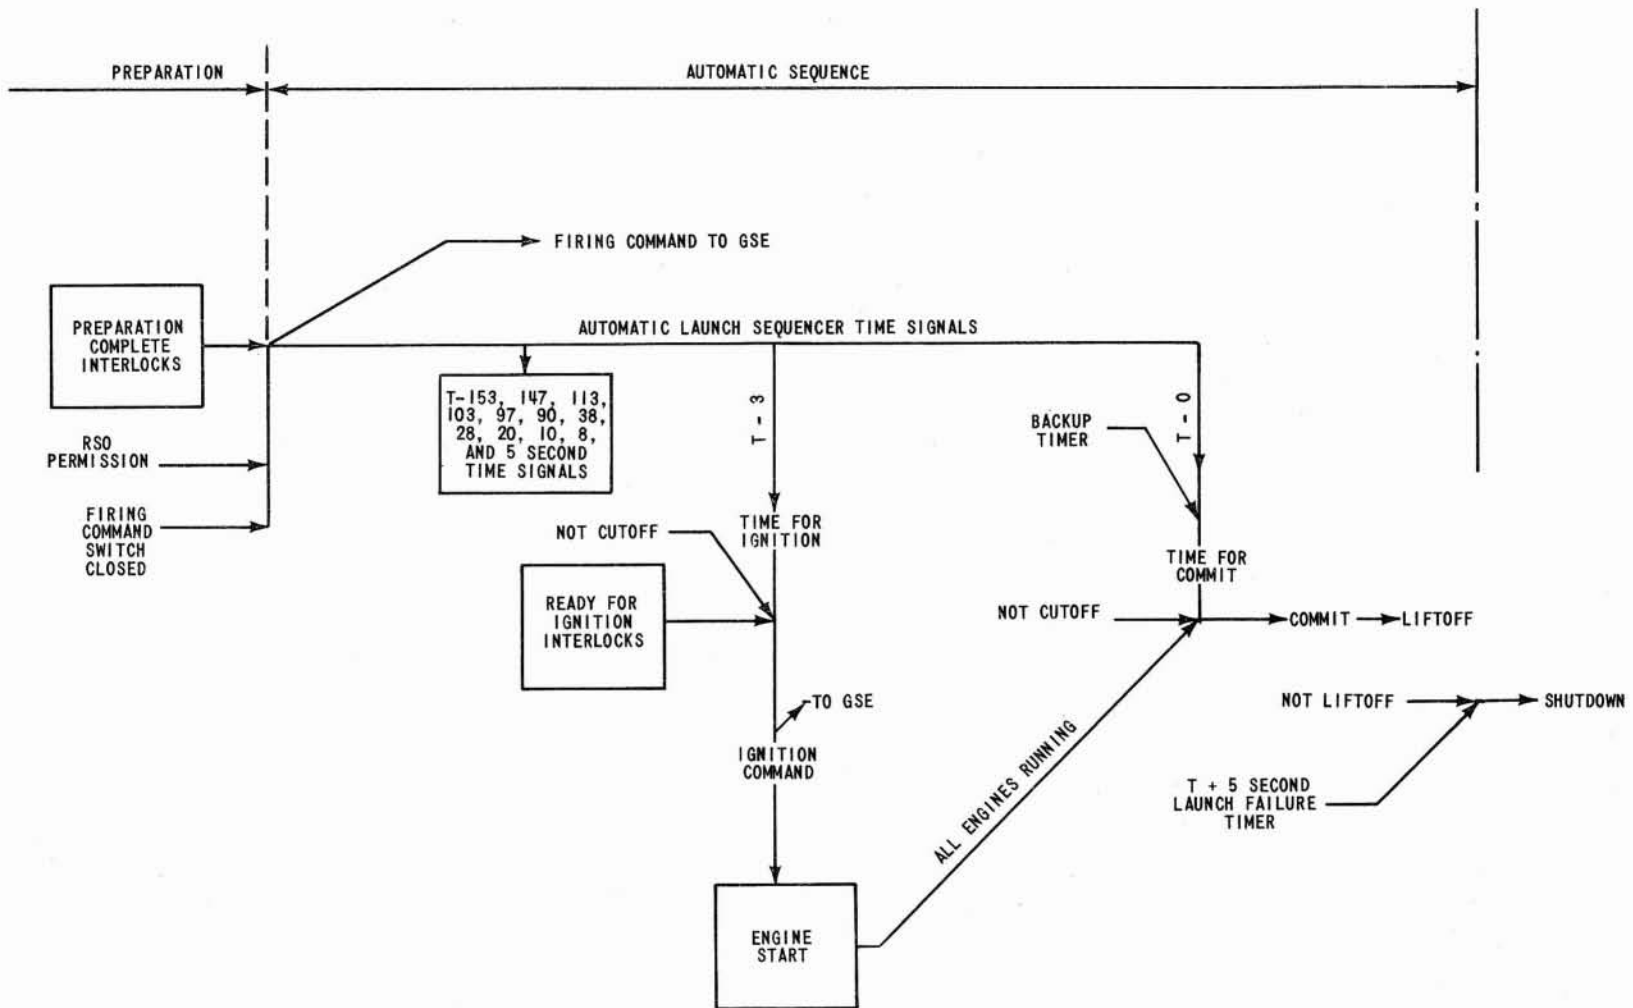 PREPARATION
AUTOMATIC SEQUENCE
FIRING COMMAND TO GSE
PREPARATION
COMPLETE
INTERLOCKS
AUTOMATIC LAUNCH SEQUENCER TIME SIGNALS
T-153, 147, 113,
103, 97, 90, 38,
28, 20, 10, 8,
AND 5 SECOND
TIME SIGNALS
T - 3
T - 0
BACKUP
TIMER
RSO
PERMISSION
FIRING
COMMAND
SWITCH
CLOSED
NOT CUTOFF
TIME FOR
IGNITION
TIME FOR
COMMIT
READY FOR
IGNITION
INTERLOCKS
NOT CUTOFF
COMMIT
LIFTOFF
TO GSE
NOT LIFTOFF
SHUTDOWN
IGNITION
COMMAND
ALL ENGINES RUNNING
T + 5 SECOND
LAUNCH FAILURE
TIMER
ENGINE
START